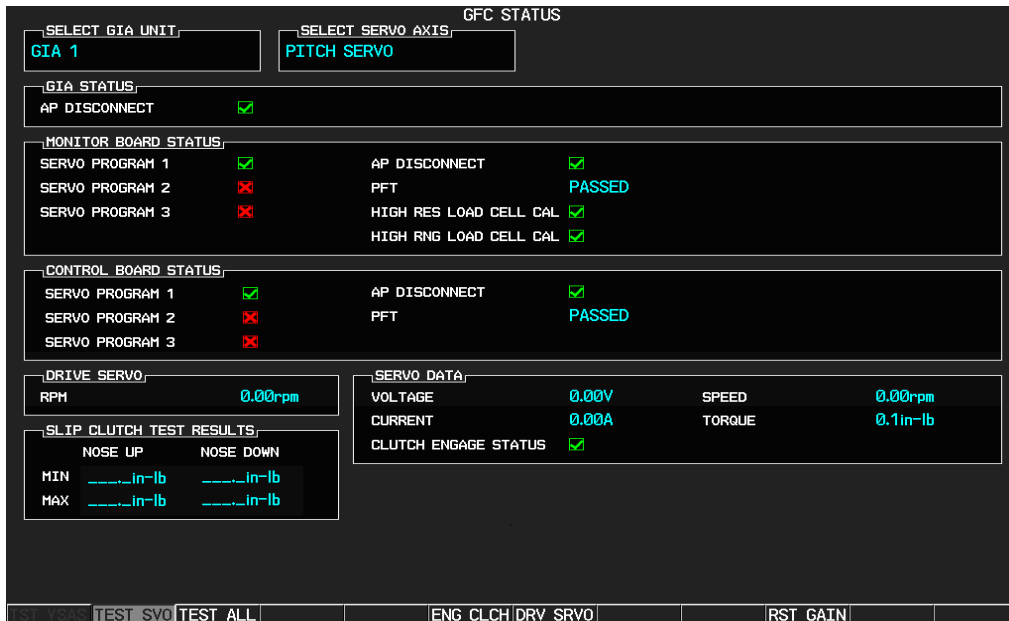 GFC STATUS
SELECT GIA UNIT
GIA 1
SELECT SERVO AXIS
PITCH SERVO
GIA STATUS
AP DISCONNECT
MONITOR BOARD STATUS
SERVO PROGRAM 1
SERVO PROGRAM 2
SERVO PROGRAM 3
AP DISCONNECT
PFT PASSED
HIGH RES LOAD CELL CAL
HIGH RNG LOAD CELL CAL
CONTROL BOARD STATUS
SERVO PROGRAM 1
SERVO PROGRAM 2
SERVO PROGRAM 3
AP DISCONNECT
PFT PASSED
DRIVE SERVO
RPM 0.00rpm
SLIP CLUTCH TEST RESULTS
NOSE UP NOSE DOWN
MIN ___._in-lb ___._in-lb
MAX ___._in-lb ___._in-lb
SERVO DATA
VOLTAGE 0.00V SPEED 0.00rpm
CURRENT 0.00A TORQUE 0.1in-lb
CLUTCH ENGAGE STATUS
TST YSAS TEST SVO TEST ALL ENG CLCH DRV SRVO RST GAIN